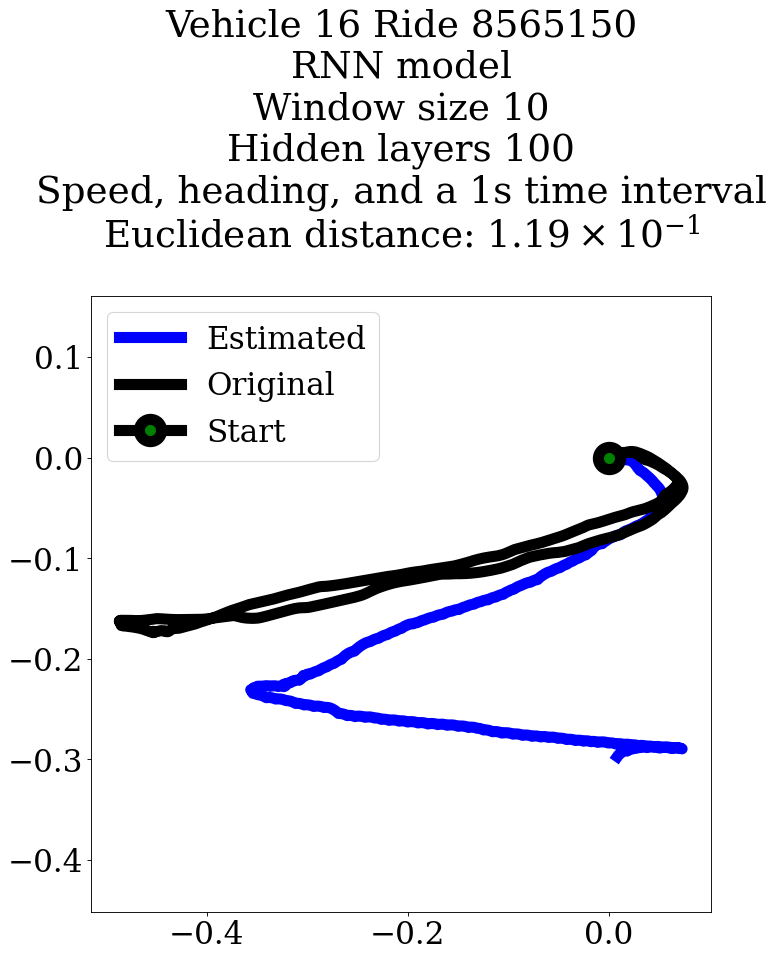 Vehicle 16 Ride 8565150
RNN model
Window size 10
Hidden layers 100
Speed, heading, and a 1s time interval
Euclidean distance: 1.19 × 10⁻¹
Estimated
Original
Start
0.1
0.0
−0.1
−0.2
−0.3
−0.4
−0.4 −0.2 0.0